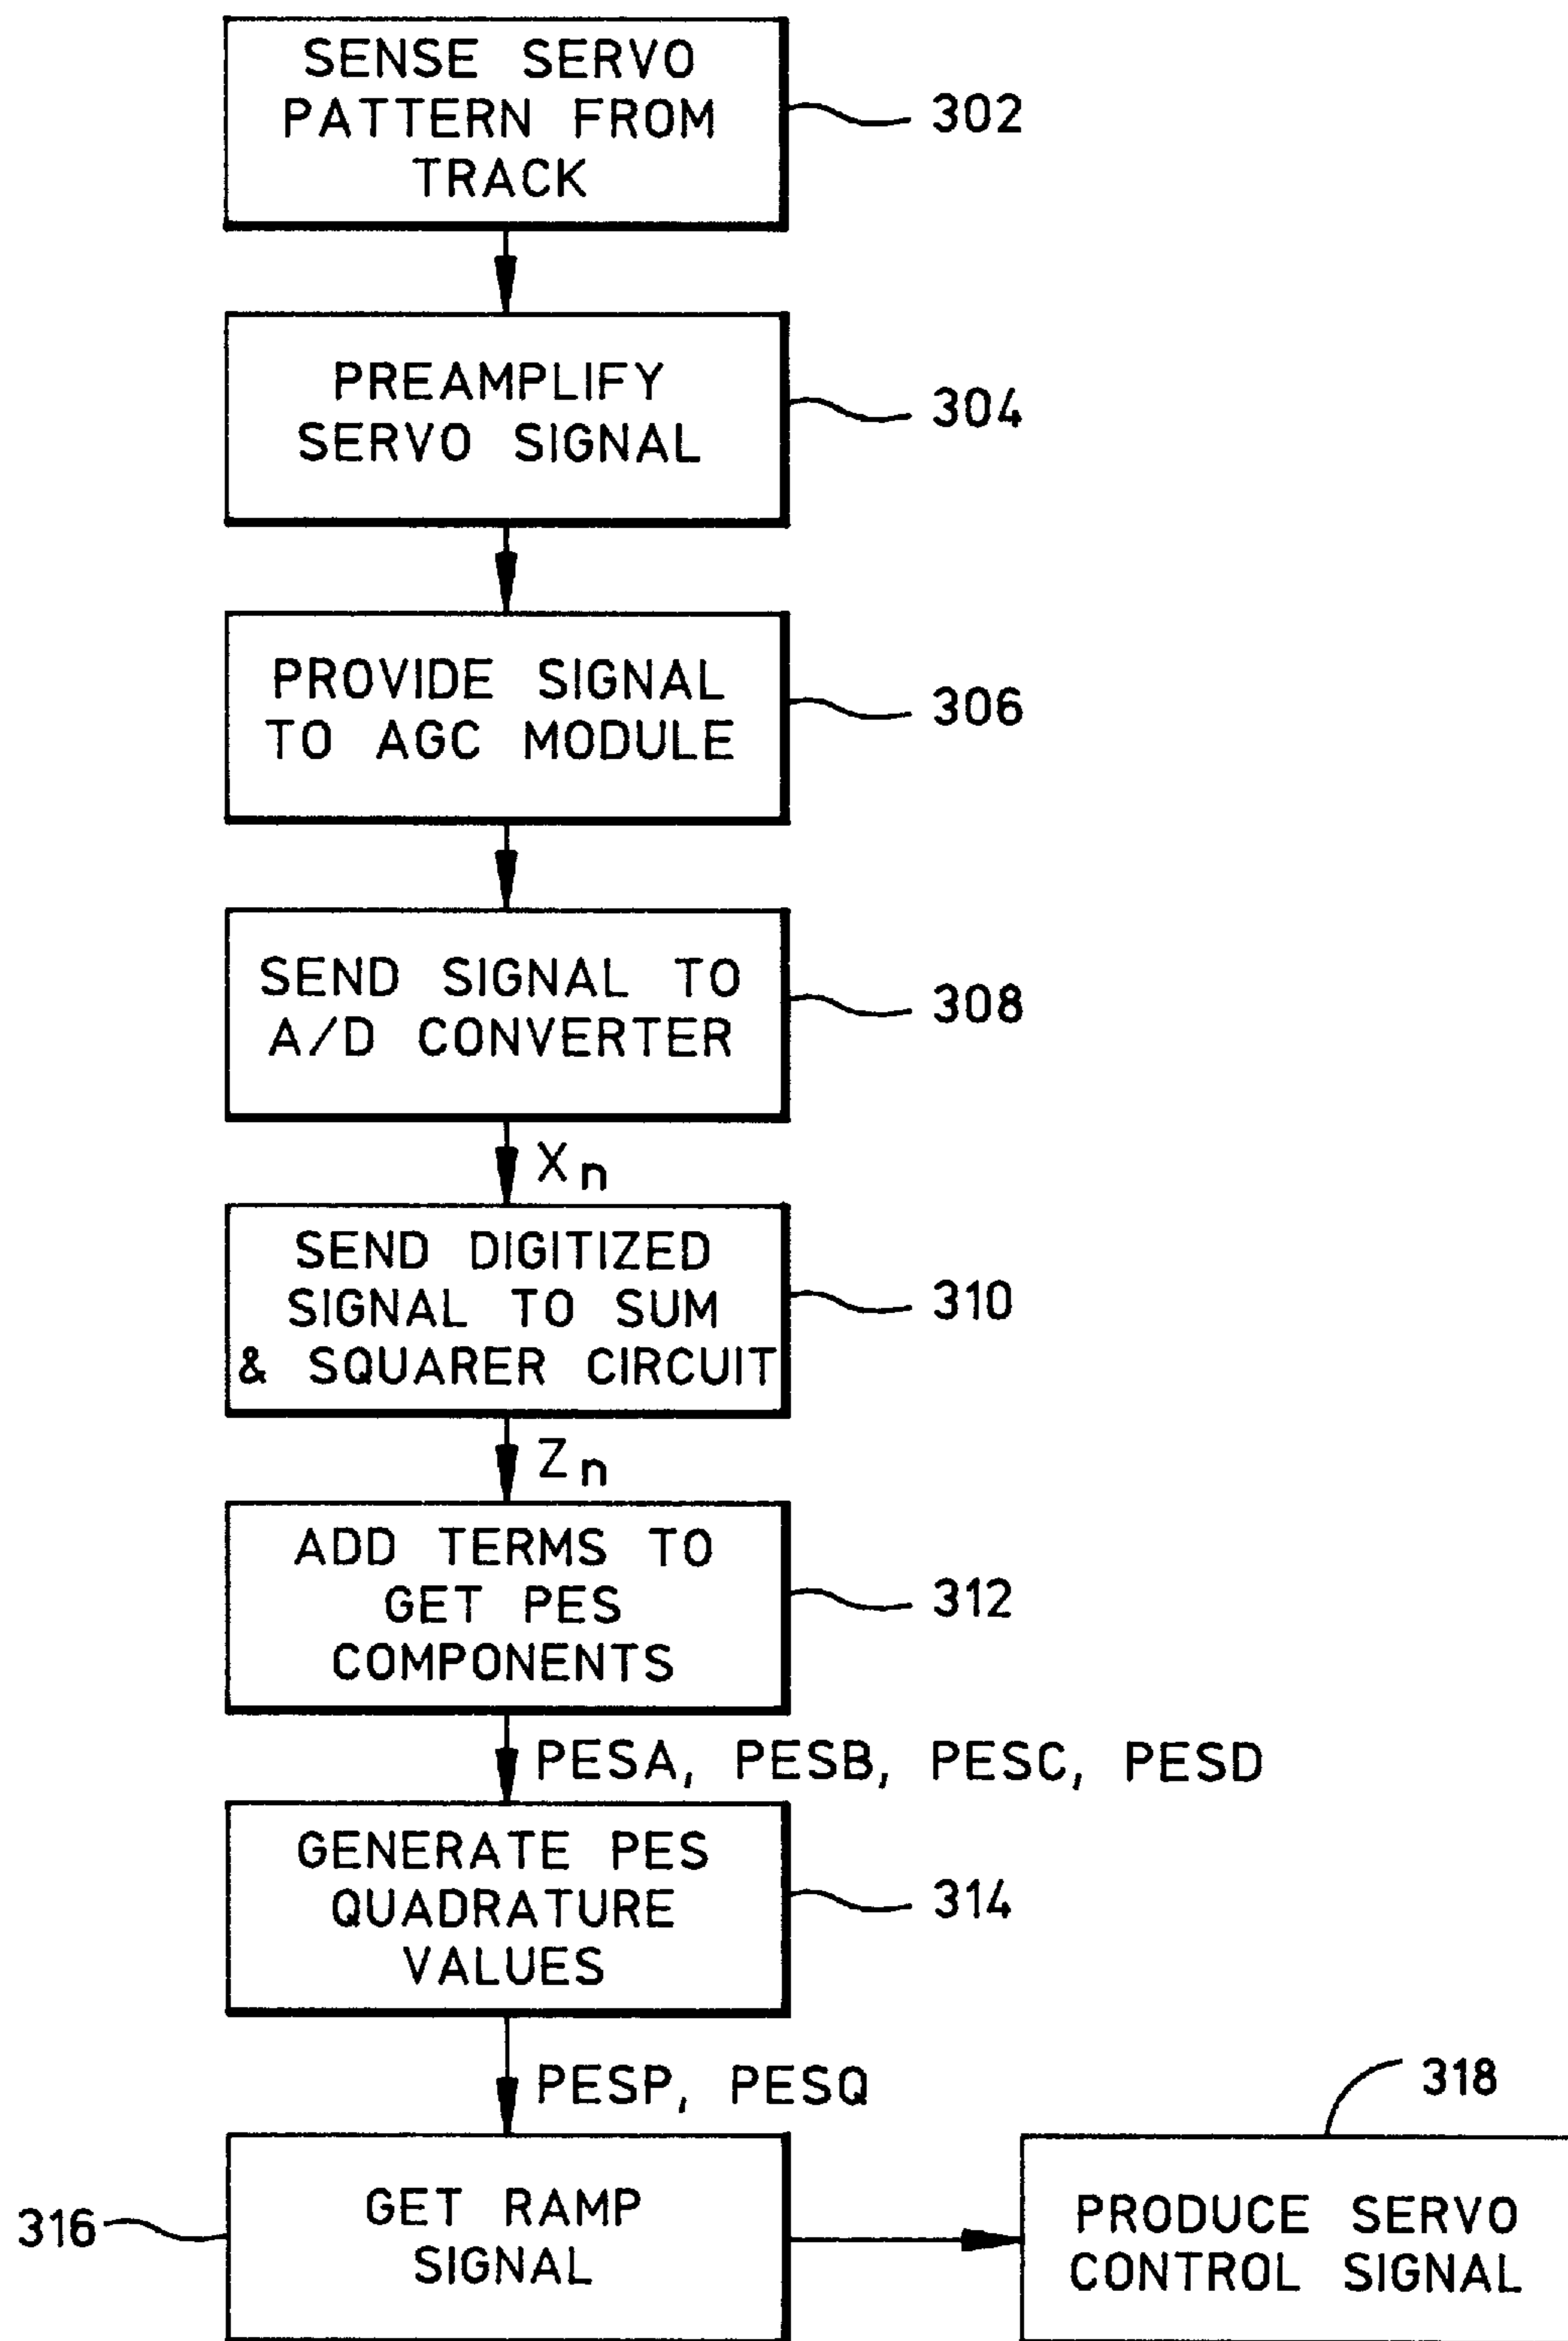 SENSE SERVO
PATTERN FROM
TRACK
302
PREAMPLIFY
SERVO SIGNAL
304
PROVIDE SIGNAL
TO AGC MODULE
306
SEND SIGNAL TO
A/D CONVERTER
308
Xn
SEND DIGITIZED
SIGNAL TO SUM
& SQUARER CIRCUIT
310
Zn
ADD TERMS TO
GET PES
COMPONENTS
312
PESA, PESB, PESC, PESD
GENERATE PES
QUADRATURE
VALUES
314
PESP, PESQ
316
GET RAMP
SIGNAL
318
PRODUCE SERVO
CONTROL SIGNAL